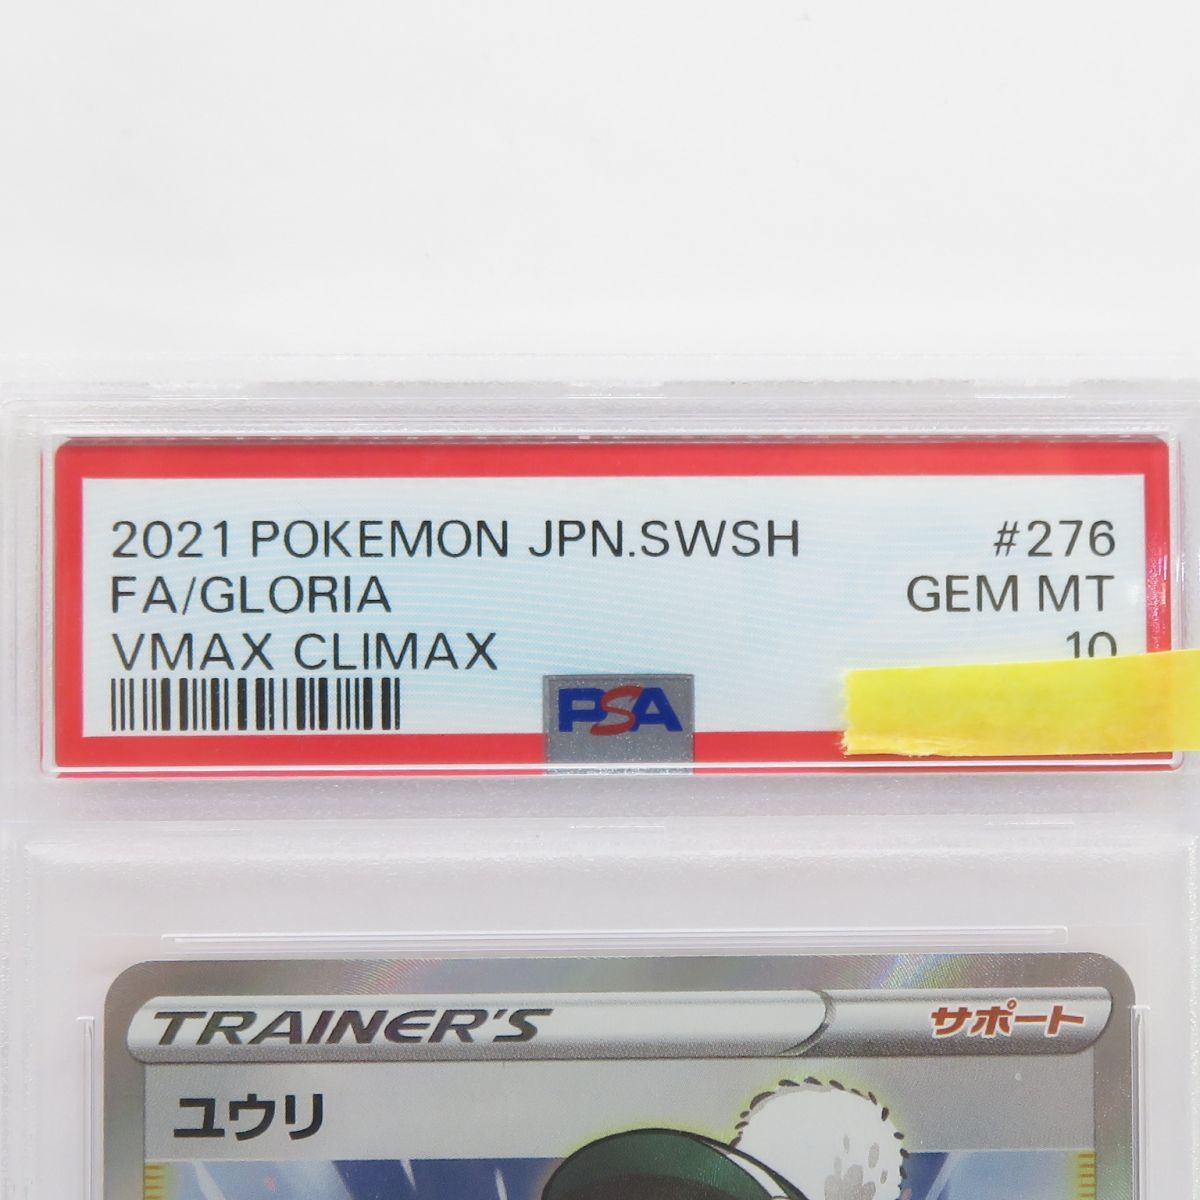 2021 POKEMON JPN.SWSH #276
FA/GLORIA GEM MT
VMAX CLIMAX 10
PSA
TRAINER'S サポート
ユウリ